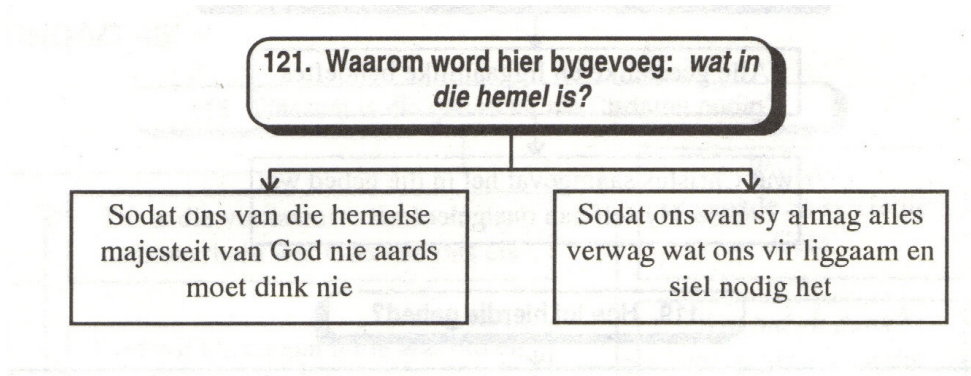 121. Waarom word hier bygevoeg: wat in
die hemel is?
Sodat ons van die hemelse
majesteit van God nie aards
moet dink nie
Sodat ons van sy almag alles
verwag wat ons vir liggaam en
siel nodig het